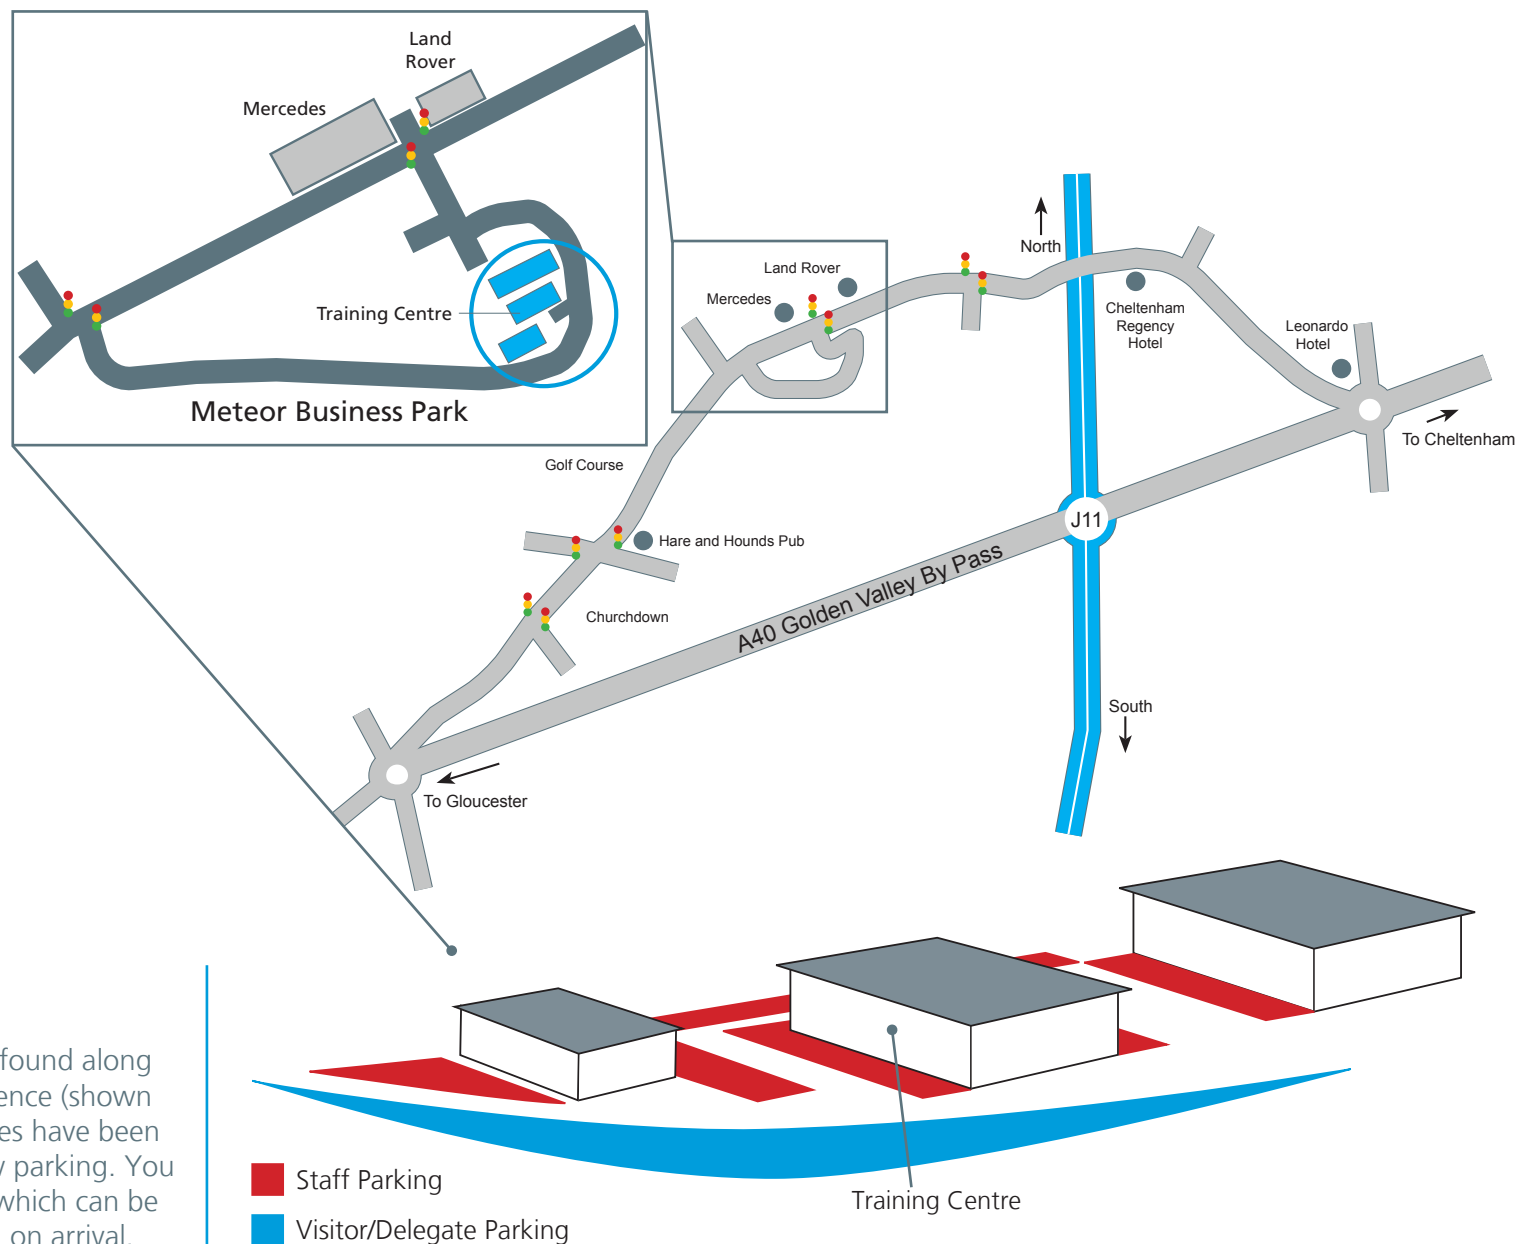 Land
Rover
Mercedes
Training Centre
Meteor Business Park
North
Land Rover
Mercedes
Cheltenham
Regency
Hotel
Leonardo
Hotel
To Cheltenham
Golf Course
J11
Hare and Hounds Pub
A40 Golden Valley By Pass
Churchdown
South
To Gloucester
found along
ence (shown
es have been
y parking. You
which can be
on arrival.
Staff Parking
Visitor/Delegate Parking
Training Centre